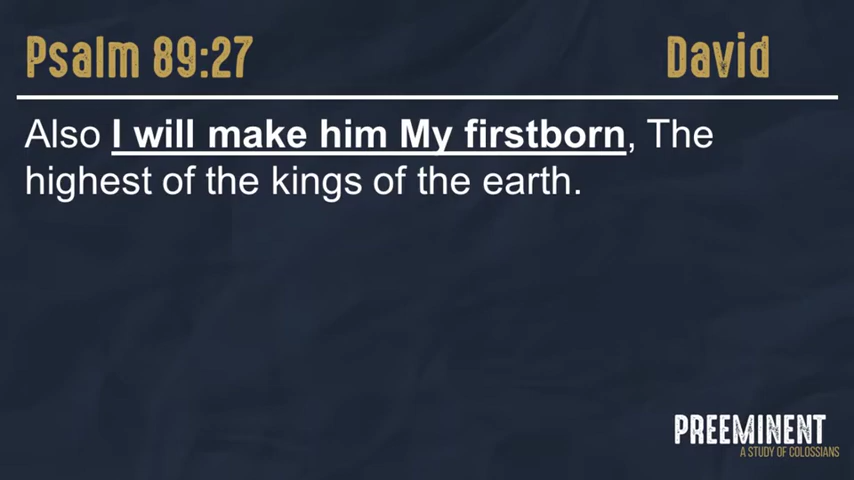 Psalm 89:27 David
Also I will make him My firstborn, The
highest of the kings of the earth.
PREEMINENT
A STUDY OF COLOSSIANS